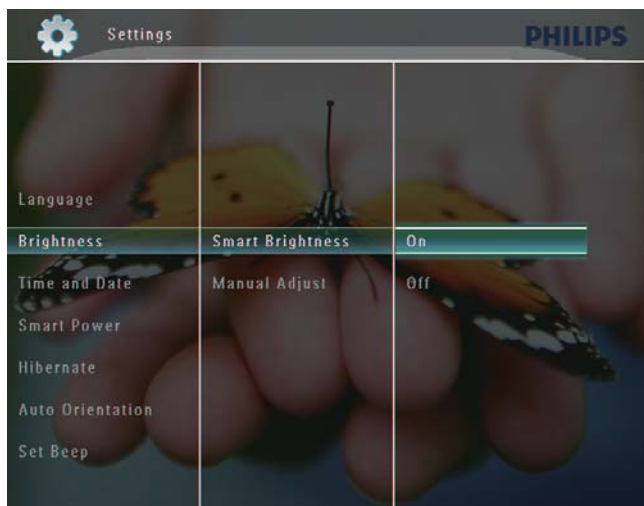 Settings
PHILIPS
Language
Brightness
Smart Brightness
On
Time and Date
Manual Adjust
Off
Smart Power
Hibernate
Auto Orientation
Set Beep